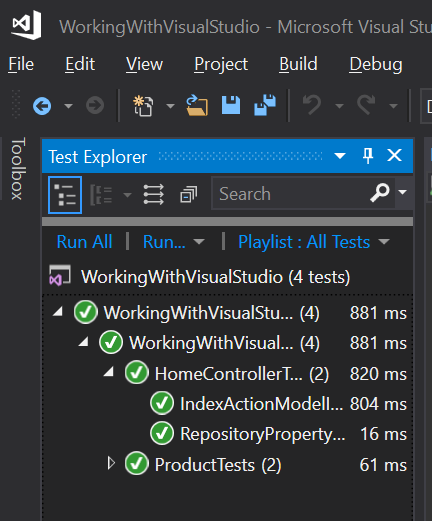 WorkingWithVisualStudio - Microsoft Visual Stu
File Edit View Project Build Debug
Toolbox
Test Explorer
Search
Run All | Run... | Playlist : All Tests
WorkingWithVisualStudio (4 tests)
WorkingWithVisualStu... (4) 881 ms
WorkingWithVisual... (4) 881 ms
HomeControllerT... (2) 820 ms
IndexActionModelI... 804 ms
RepositoryProperty... 16 ms
ProductTests (2) 61 ms